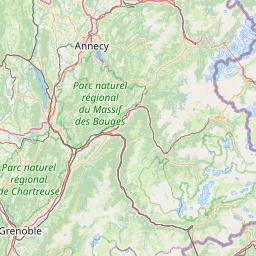 Annecy
Parc naturel
régional
du Massif
des Bauges
Parc naturel
régional
de Chartreuse
Grenoble